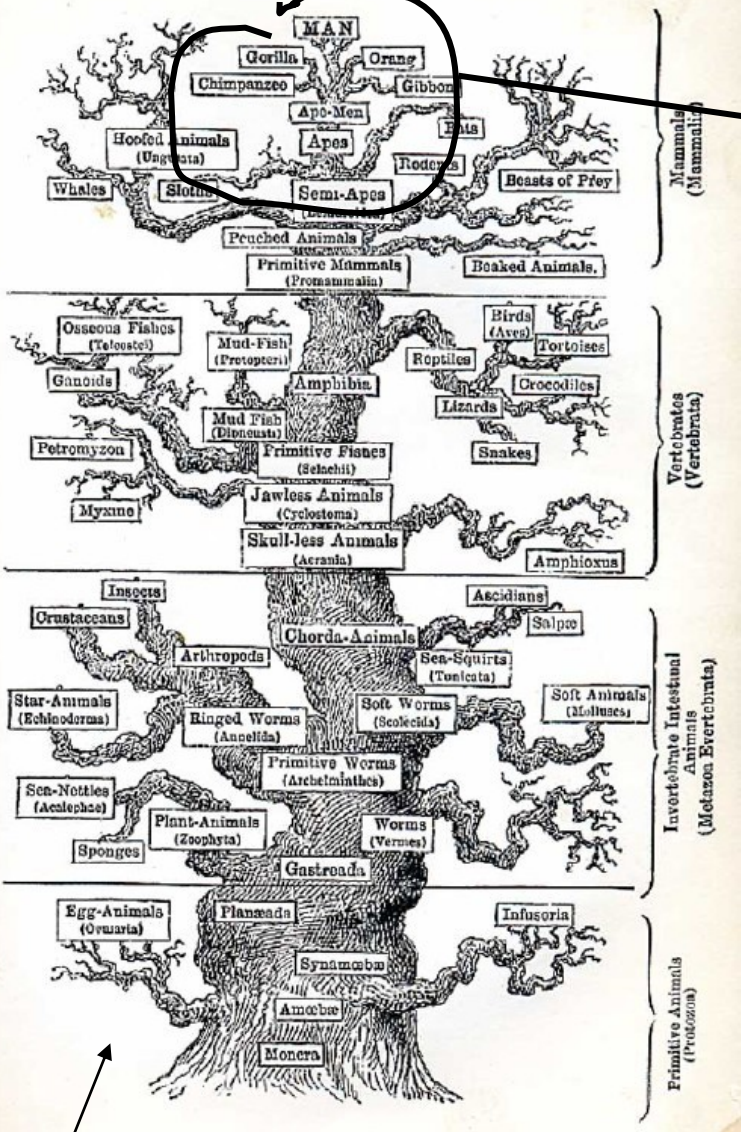 MAN
Gorilla
Orang
Chimpanzee
Gibbon
Ape-Men
Bats
Hoofed Animals
(Ungulata)
Apes
Rodents
Whales
Sloths
Semi-Apes
Beasts of Prey
Pouched Animals
Primitive Mammals
(Promammalia)
Beaked Animals.
Mammals
(Mammalia)
Osseous Fishes
(Teleostei)
Mud-Fish
(Protopteri)
Birds
(Aves)
Tortoises
Ganoids
Amphibia
Reptiles
Crocodiles
Lizards
Mud Fish
(Dipneusta)
Petromyzon
Primitive Fishes
(Selachii)
Snakes
Myxine
Jawless Animals
(Cyclostoma)
Skull-less Animals
(Acrania)
Amphioxus
Vertebrates
(Vertebrata)
Insects
Crustaceans
Ascidians
Salpæ
Arthropods
Chorda-Animals
Sea-Squirts
(Tunicata)
Star-Animals
(Echinoderma)
Ringed Worms
(Annelida)
Soft Worms
(Scolecida)
Soft Animals
(Molluscs)
Primitive Worms
(Archelminthes)
Sea-Nettles
(Acalephae)
Plant-Animals
(Zoophyta)
Worms
(Vermes)
Sponges
Gastreada
Invertebrate Intestinal
Animals
(Metazoa Evertebrata)
Egg-Animals
(Ovularia)
Planæada
Infusoria
Synamœbæ
Amœbæ
Monera
Primitive Animals
(Protozoa)